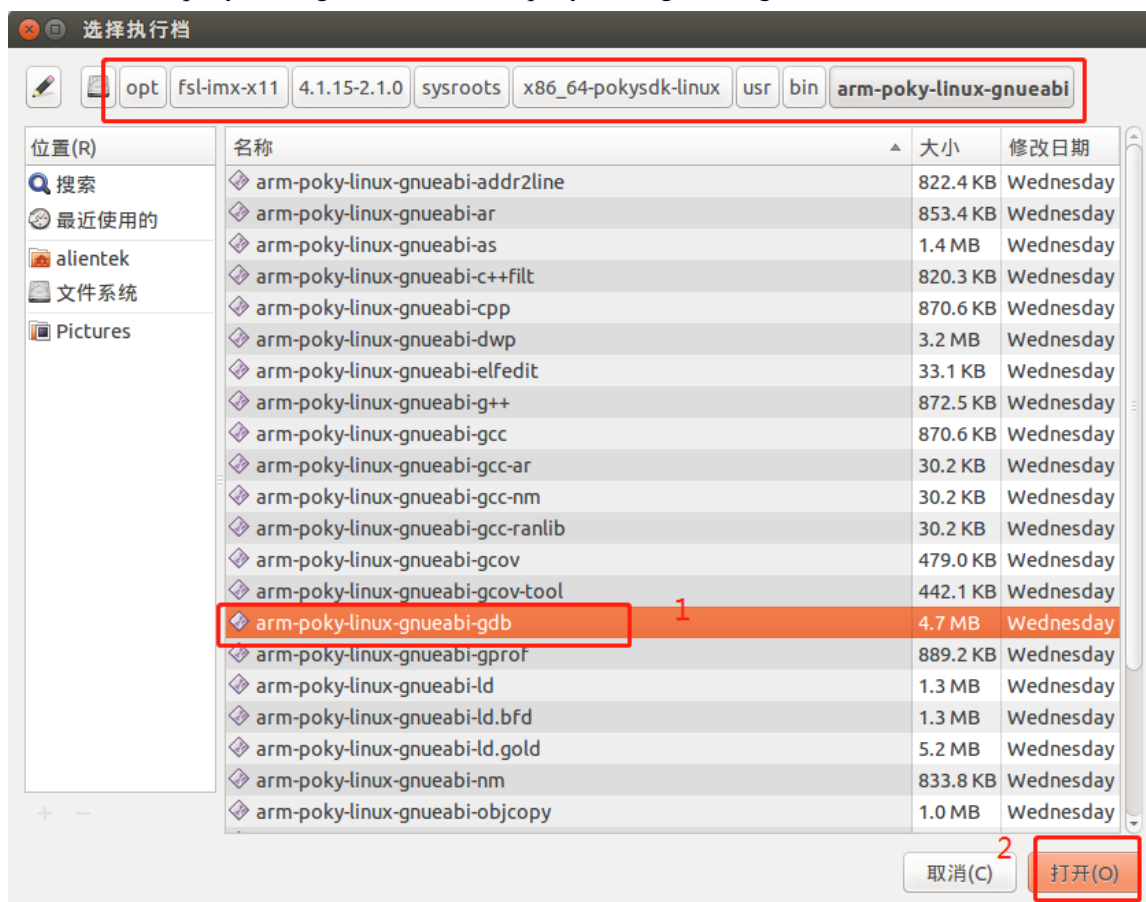 选择执行档
opt fsl-imx-x11 4.1.15-2.1.0 sysroots x86_64-pokysdk-linux usr bin arm-poky-linux-gnueabi
位置(R) 名称 大小 修改日期
搜索
最近使用的
alientek
文件系统
Pictures
arm-poky-linux-gnueabi-addr2line 822.4 KB Wednesday
arm-poky-linux-gnueabi-ar 853.4 KB Wednesday
arm-poky-linux-gnueabi-as 1.4 MB Wednesday
arm-poky-linux-gnueabi-c++filt 820.3 KB Wednesday
arm-poky-linux-gnueabi-cpp 870.6 KB Wednesday
arm-poky-linux-gnueabi-dwp 3.2 MB Wednesday
arm-poky-linux-gnueabi-elfedit 33.1 KB Wednesday
arm-poky-linux-gnueabi-g++ 872.5 KB Wednesday
arm-poky-linux-gnueabi-gcc 870.6 KB Wednesday
arm-poky-linux-gnueabi-gcc-ar 30.2 KB Wednesday
arm-poky-linux-gnueabi-gcc-nm 30.2 KB Wednesday
arm-poky-linux-gnueabi-gcc-ranlib 30.2 KB Wednesday
arm-poky-linux-gnueabi-gcov 479.0 KB Wednesday
arm-poky-linux-gnueabi-gcov-tool 442.1 KB Wednesday
arm-poky-linux-gnueabi-gdb 1 4.7 MB Wednesday
arm-poky-linux-gnueabi-gprof 889.2 KB Wednesday
arm-poky-linux-gnueabi-ld 1.3 MB Wednesday
arm-poky-linux-gnueabi-ld.bfd 1.3 MB Wednesday
arm-poky-linux-gnueabi-ld.gold 5.2 MB Wednesday
arm-poky-linux-gnueabi-nm 833.8 KB Wednesday
arm-poky-linux-gnueabi-objcopy 1.0 MB Wednesday
2
取消(C) 打开(O)